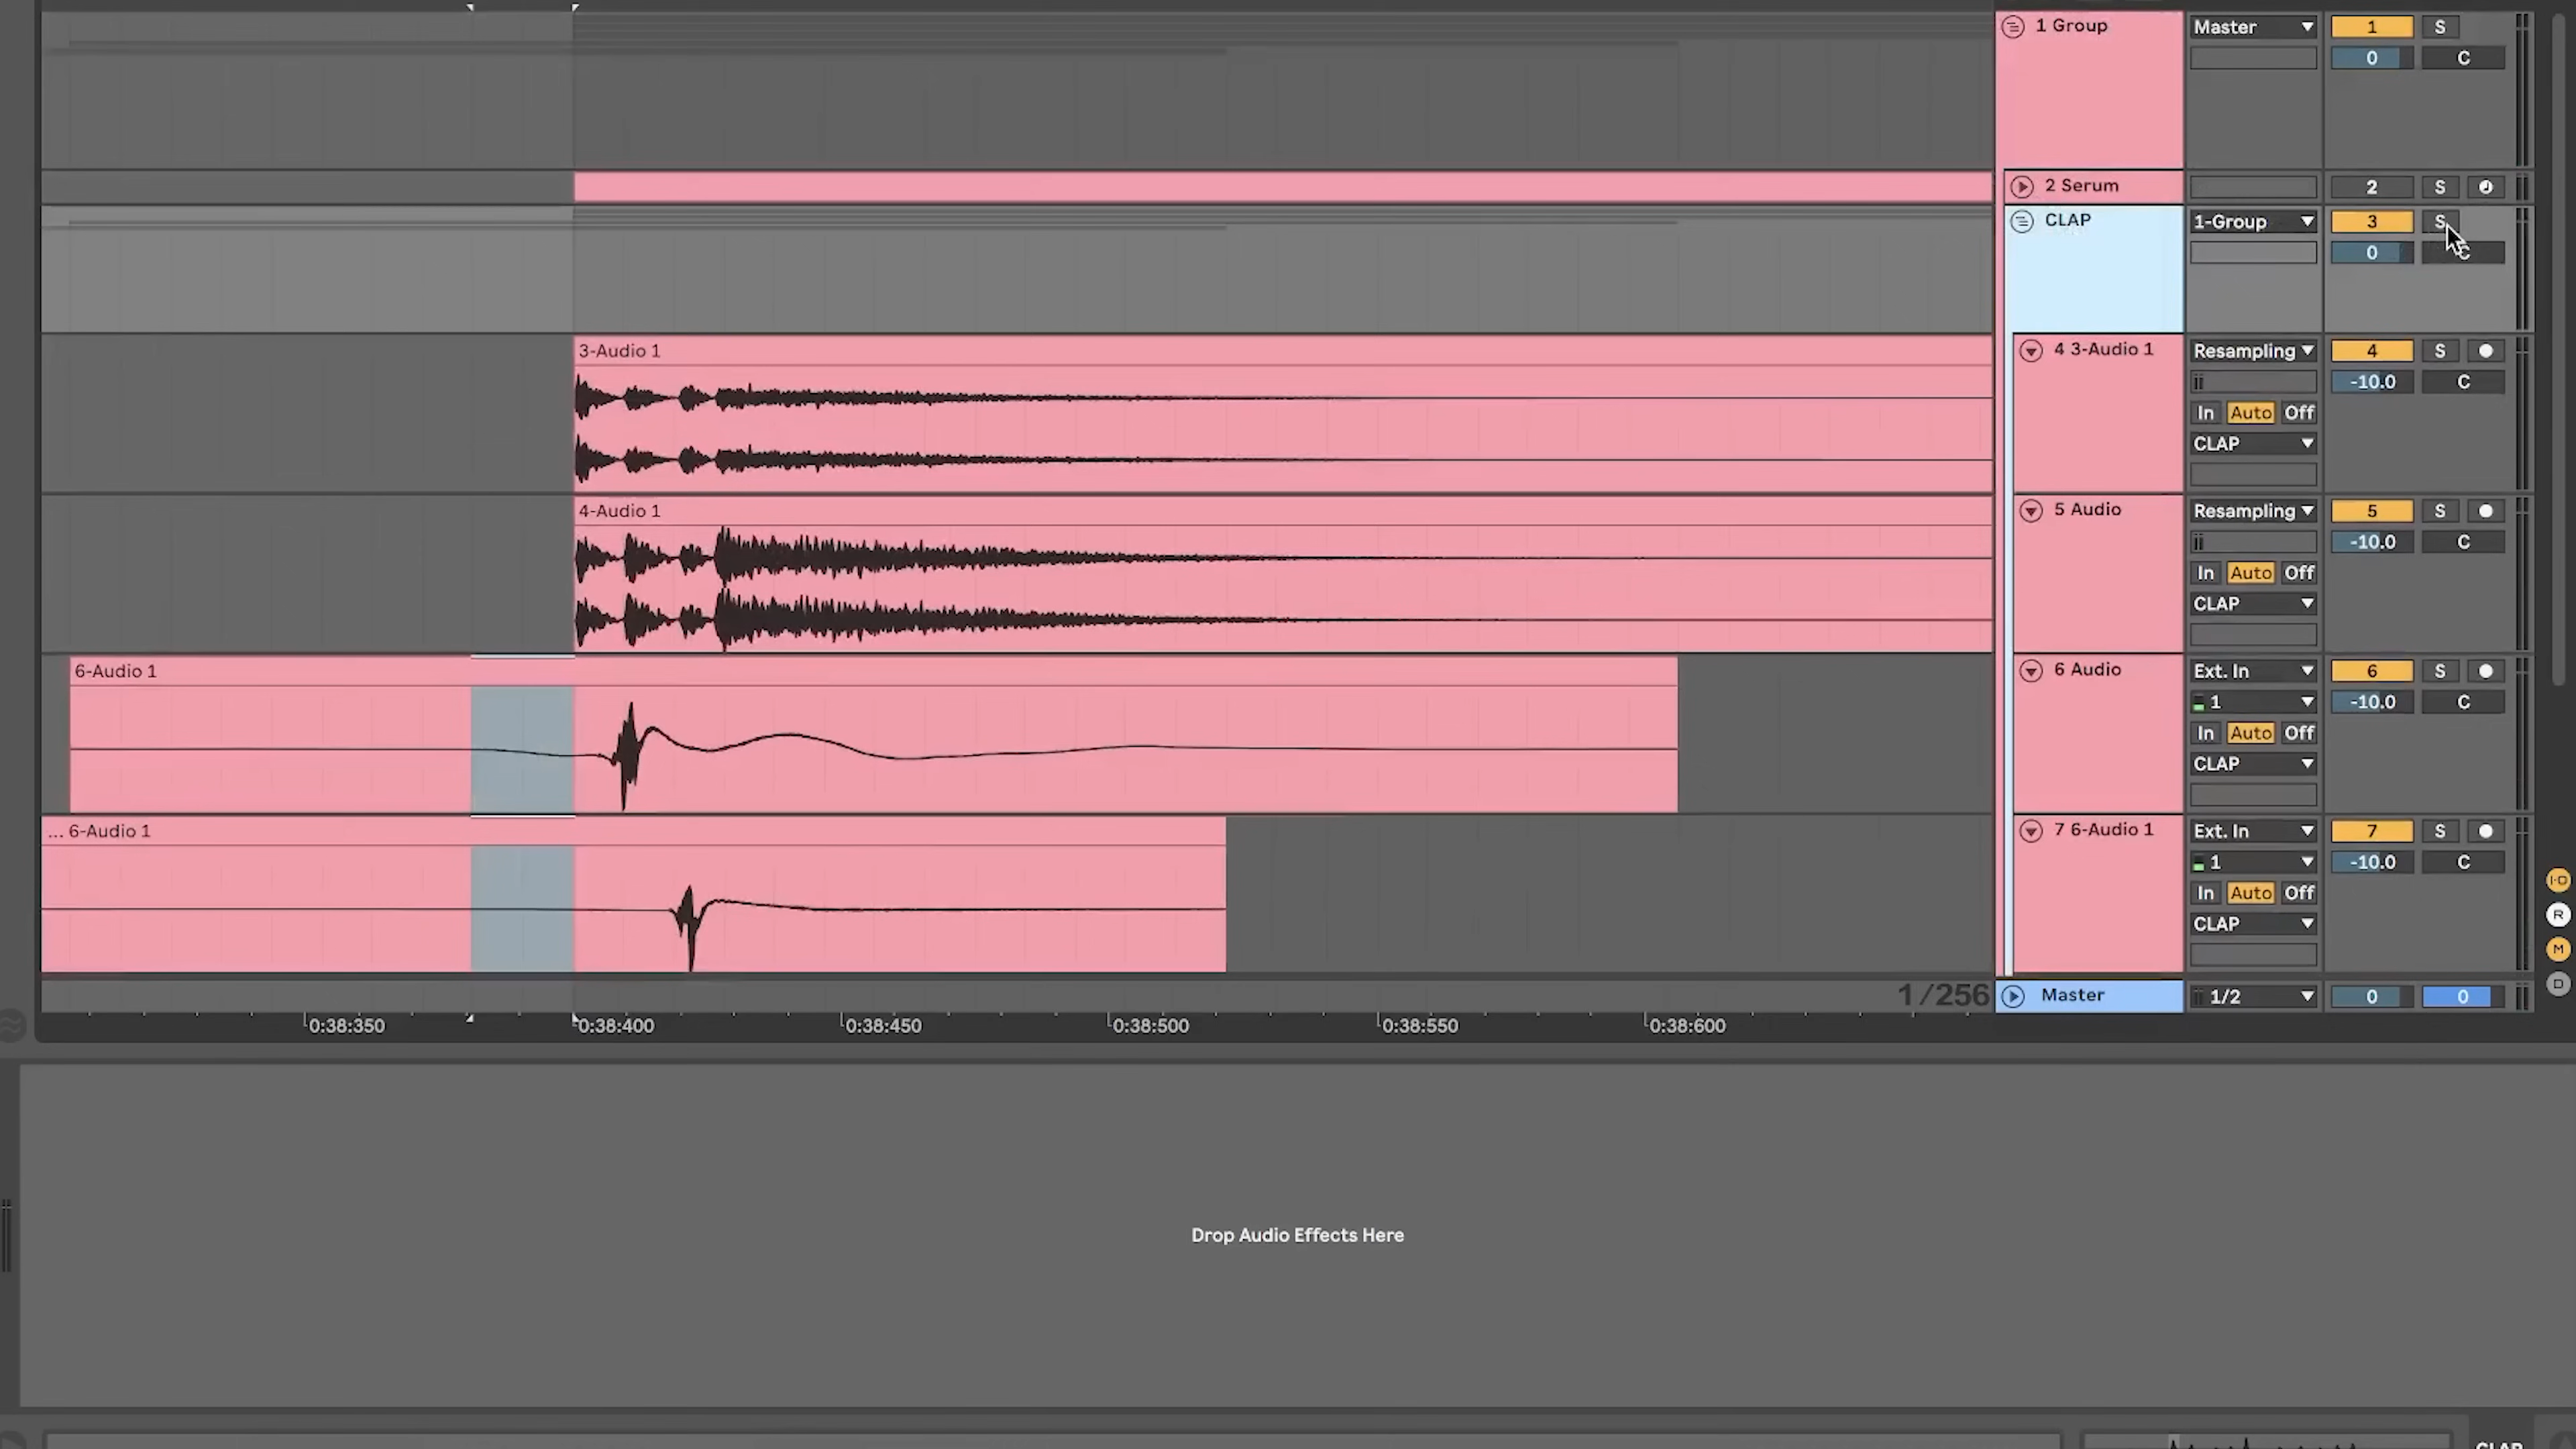 1 Group Master 1 S
0 C
2 Serum 2 S
CLAP 1-Group 3 S
0 C
3-Audio 1 4 3-Audio 1 Resampling 4 S
-10.0 C
In Auto Off
CLAP
4-Audio 1 5 Audio Resampling 5 S
-10.0 C
In Auto Off
CLAP
6-Audio 1 6 Audio Ext. In 6 S
1 -10.0 C
In Auto Off
CLAP
... 6-Audio 1 7 6-Audio 1 Ext. In 7 S
1 -10.0 C
I-O
In Auto Off
R
CLAP
M
D
1/256 Master 1/2 0 0
0:38:350 0:38:400 0:38:450 0:38:500 0:38:550 0:38:600
Drop Audio Effects Here
CLAP